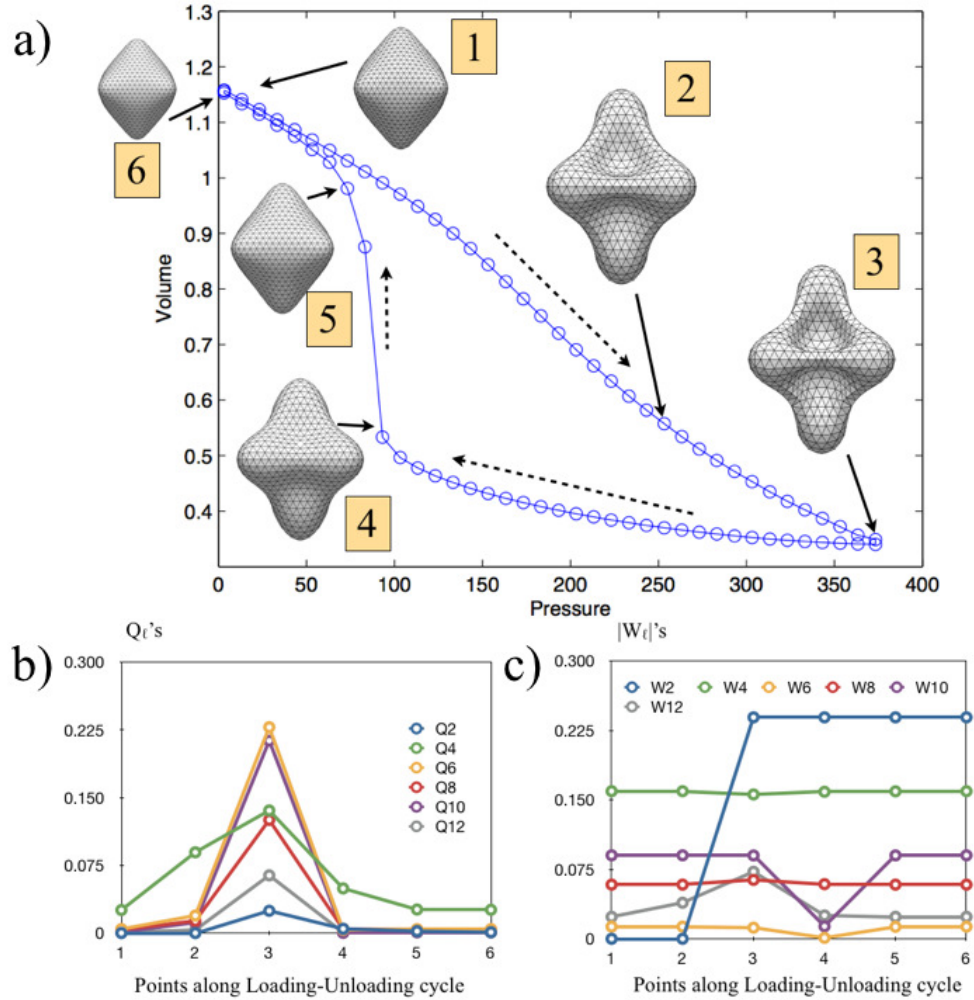 a)
1.3
1.2
1.1
1
0.9
0.8
0.7
0.6
0.5
0.4
Volume
0 50 100 150 200 250 300 350 400
Pressure
1
2
3
4
5
6
b)
Qℓ's
0.300
0.225
0.150
0.075
0
1 2 3 4 5 6
Q2
Q4
Q6
Q8
Q10
Q12
Points along Loading-Unloading cycle
c)
|Wℓ|'s
0.300
0.225
0.150
0.075
0
W2 W4 W6 W8 W10
W12
1 2 3 4 5 6
Points along Loading-Unloading cycle